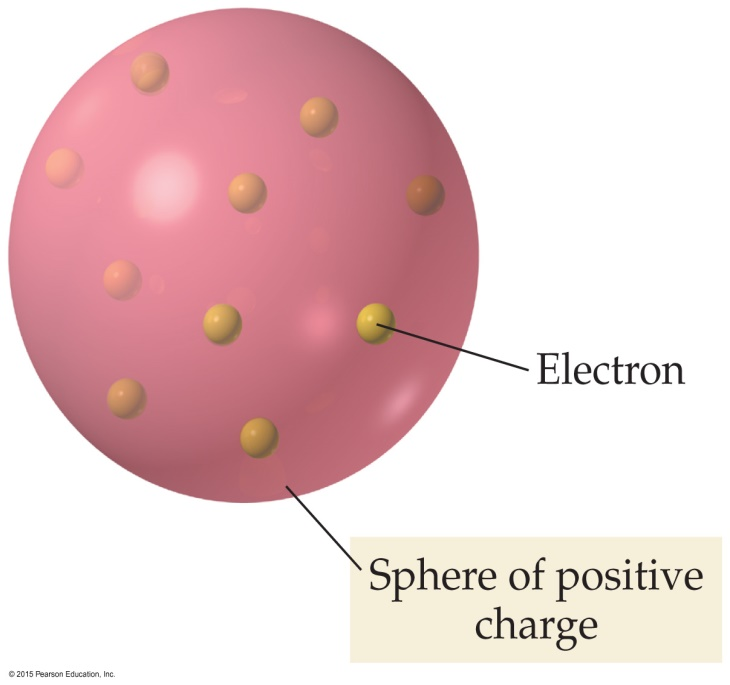 Electron
Sphere of positive
charge
© 2015 Pearson Education, Inc.